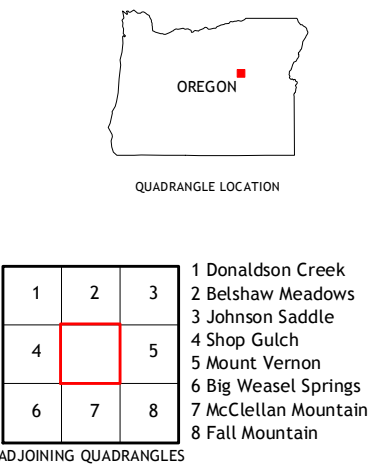 OREGON
QUADRANGLE LOCATION
1 2 3
4 5
6 7 8
1 Donaldson Creek
2 Belshaw Meadows
3 Johnson Saddle
4 Shop Gulch
5 Mount Vernon
6 Big Weasel Springs
7 McClellan Mountain
8 Fall Mountain
ADJOINING QUADRANGLES